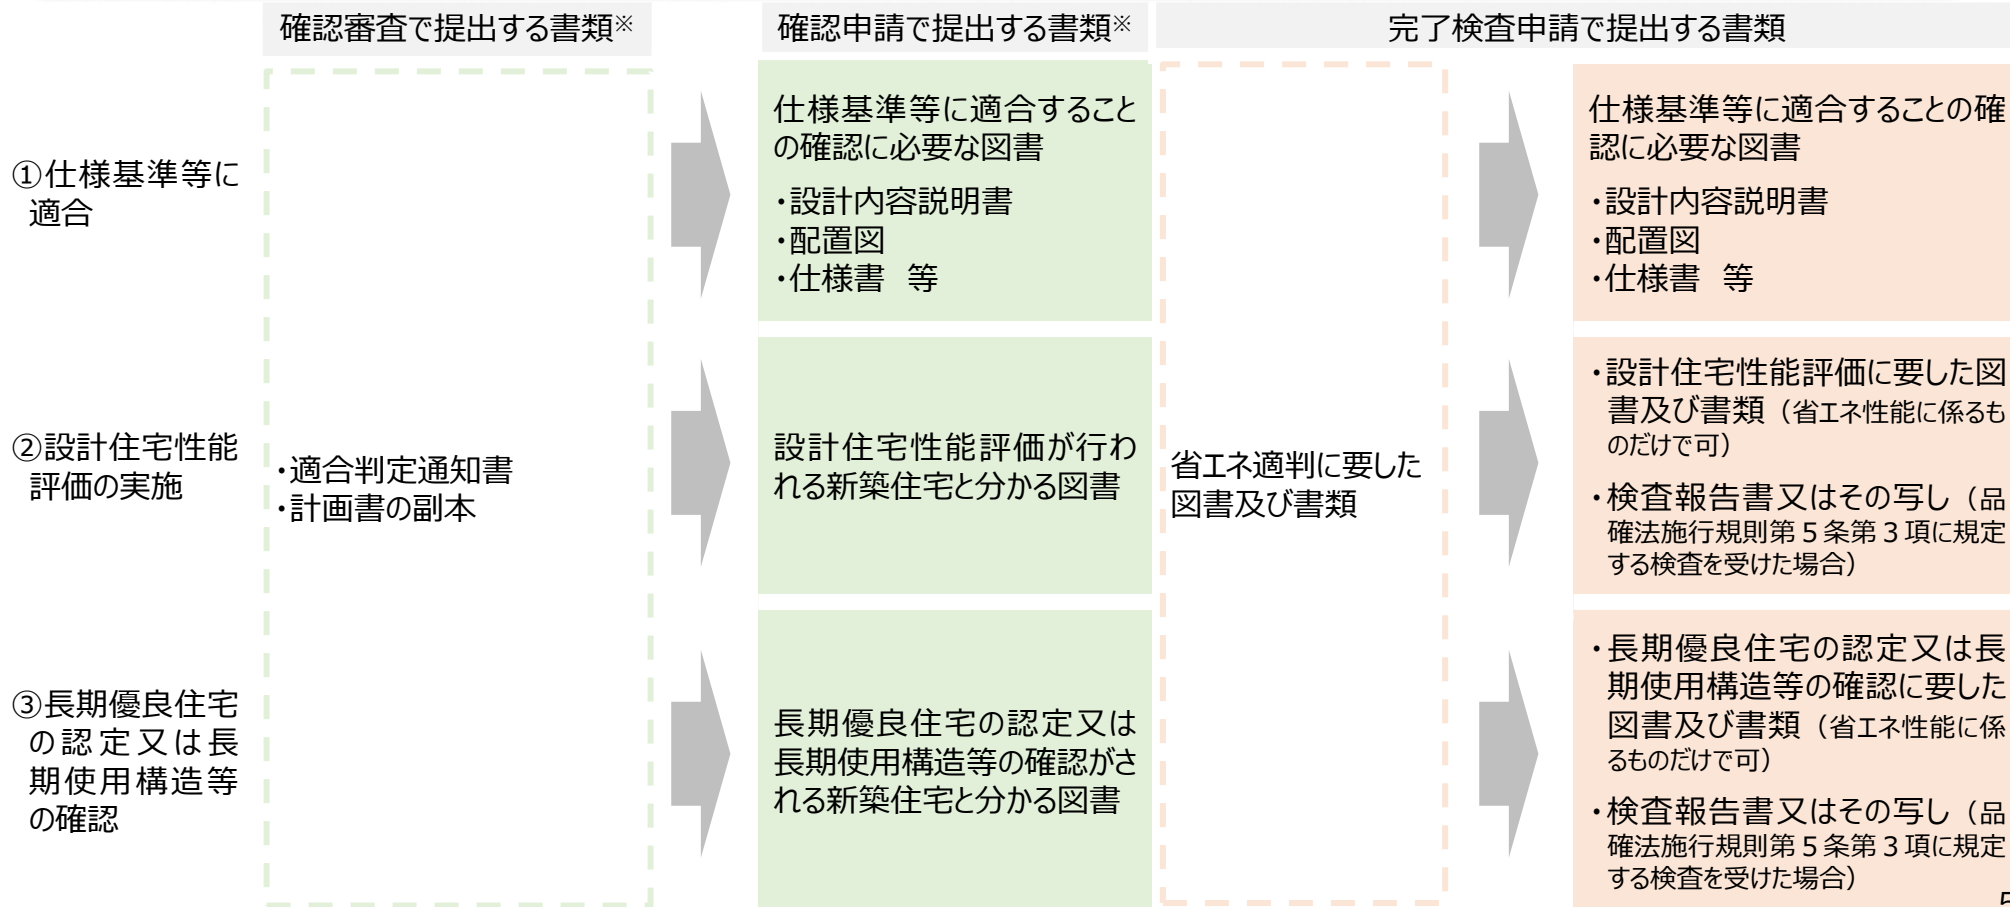 確認審査で提出する書類※
確認申請で提出する書類※
完了検査申請で提出する書類
①仕様基準等に
適合
仕様基準等に適合すること
の確認に必要な図書
・設計内容説明書
・配置図
・仕様書 等
仕様基準等に適合することの確
認に必要な図書
・設計内容説明書
・配置図
・仕様書 等
②設計住宅性能
評価の実施
・適合判定通知書
・計画書の副本
設計住宅性能評価が行わ
れる新築住宅と分かる図書
省エネ適判に要した
図書及び書類
・設計住宅性能評価に要した図
書及び書類（省エネ性能に係るも
のだけで可）
・検査報告書又はその写し（品
確法施行規則第５条第３項に規定
する検査を受けた場合）
③長期優良住宅
の認定又は長
期使用構造等
の確認
長期優良住宅の認定又は
長期使用構造等の確認がさ
れる新築住宅と分かる図書
・長期優良住宅の認定又は長
期使用構造等の確認に要した
図書及び書類（省エネ性能に係
るものだけで可）
・検査報告書又はその写し（品
確法施行規則第５条第３項に規定
する検査を受けた場合）